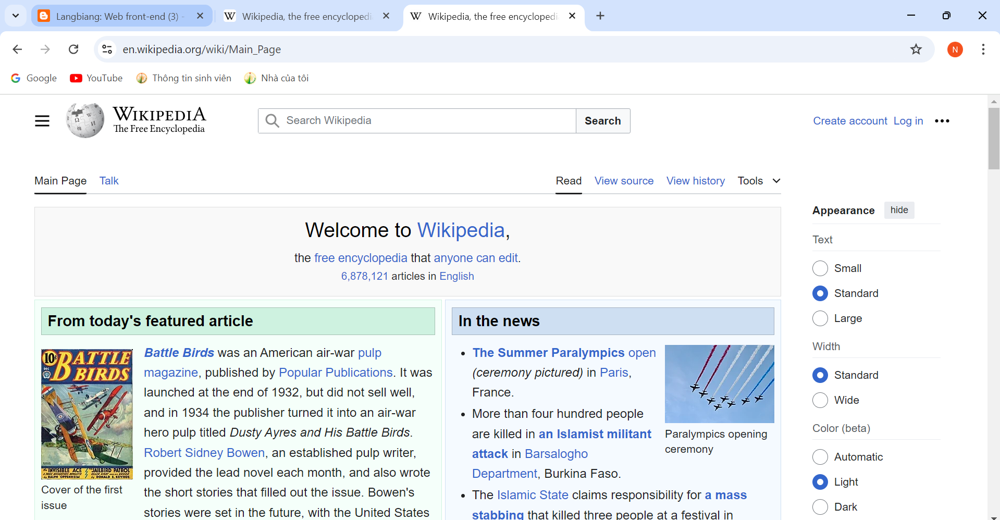 Langbiang: Web front-end (3) -
Wikipedia, the free encyclopedi
Wikipedia, the free encyclopedi
en.wikipedia.org/wiki/Main_Page
N
Google
YouTube
Thông tin sinh viên
Nhà của tôi
WIKIPEDIA
The Free Encyclopedia
Search Wikipedia
Search
Create account
Log in
Main Page
Talk
Read
View source
View history
Tools
Welcome to Wikipedia,
the free encyclopedia that anyone can edit.
6,878,121 articles in English
From today's featured article
10¢ BATTLE
DEC
BIRDS
THE INVISIBLE ACE
JAILBIRD PATROL
by RALPH OPPENHEIM
by DONALD E. KEYHOE
Cover of the first
issue
Battle Birds was an American air-war pulp
magazine, published by Popular Publications. It was
launched at the end of 1932, but did not sell well,
and in 1934 the publisher turned it into an air-war
hero pulp titled Dusty Ayres and His Battle Birds.
Robert Sidney Bowen, an established pulp writer,
provided the lead novel each month, and also wrote
the short stories that filled out the issue. Bowen's
stories were set in the future, with the United States
In the news
• The Summer Paralympics open
(ceremony pictured) in Paris,
France.
• More than four hundred people
are killed in an Islamist militant
attack in Barsalogho
Department, Burkina Faso.
• The Islamic State claims responsibility for a mass
stabbing that killed three people at a festival in
Paralympics opening
ceremony
Appearance
hide
Text
Small
Standard
Large
Width
Standard
Wide
Color (beta)
Automatic
Light
Dark